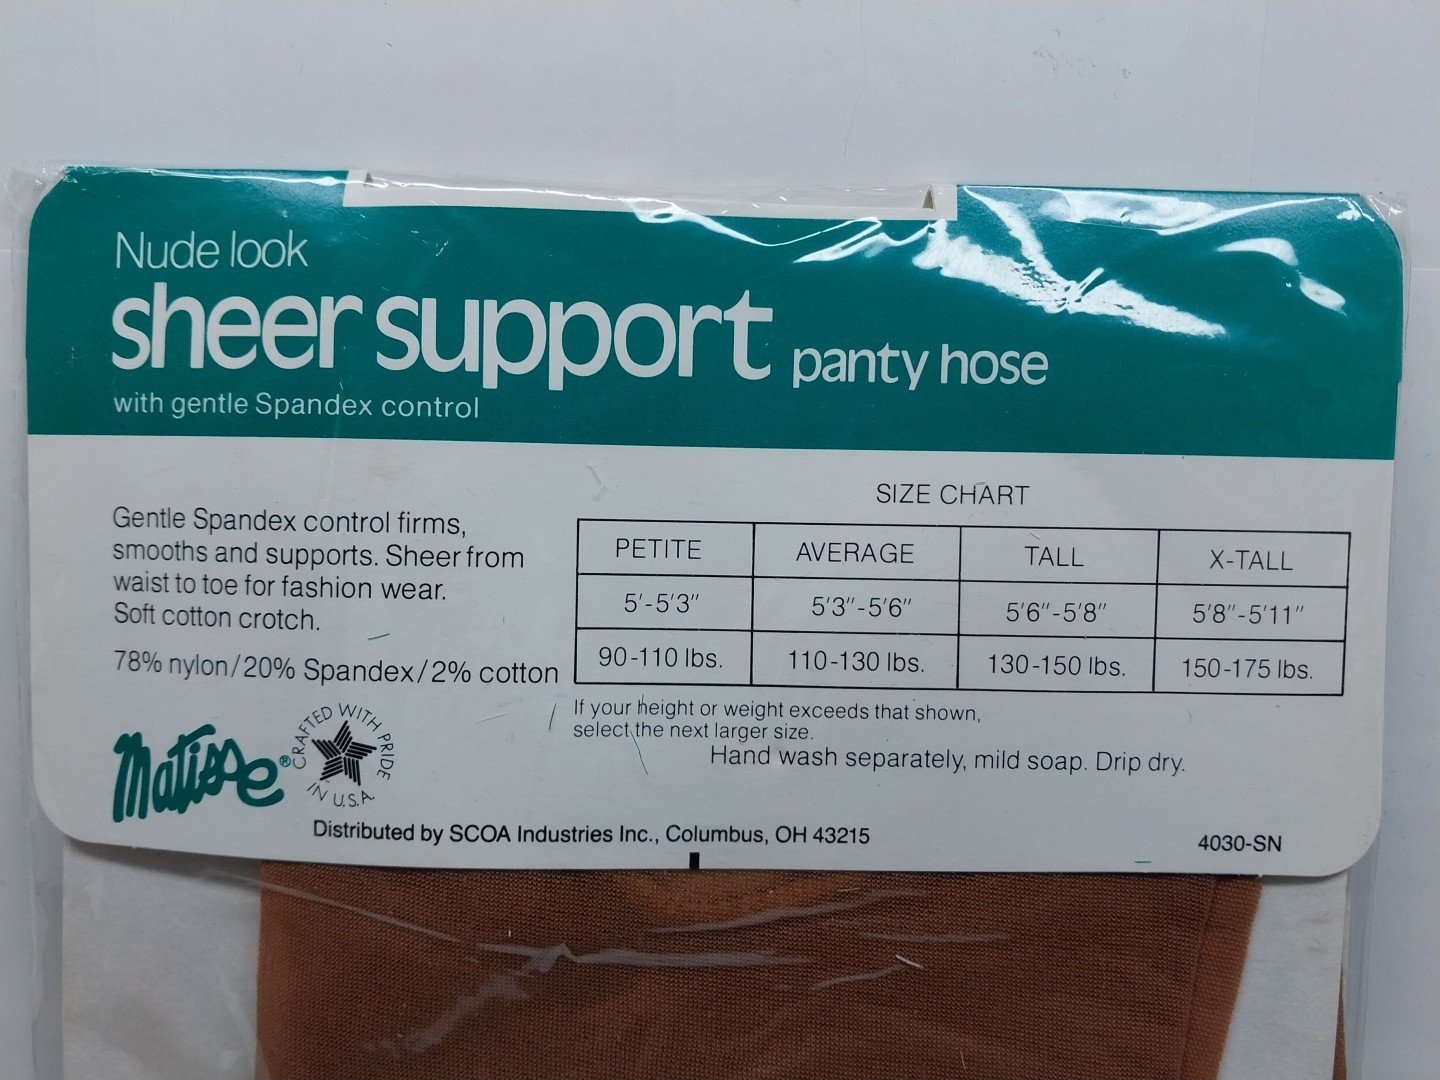 Nude look
sheer support panty hose
with gentle Spandex control
Gentle Spandex control firms,
smooths and supports. Sheer from
waist to toe for fashion wear.
Soft cotton crotch.
78% nylon/20% Spandex/2% cotton
SIZE CHART
PETITE AVERAGE TALL X-TALL
5'-5'3" 5'3"-5'6" 5'6"-5'8" 5'8"-5'11"
90-110 lbs. 110-130 lbs. 130-150 lbs. 150-175 lbs.
If your height or weight exceeds that shown,
select the next larger size.
Hand wash separately, mild soap. Drip dry.
Matisse®
CRAFTED WITH PRIDE
IN U.S.A.
Distributed by SCOA Industries Inc., Columbus, OH 43215
4030-SN